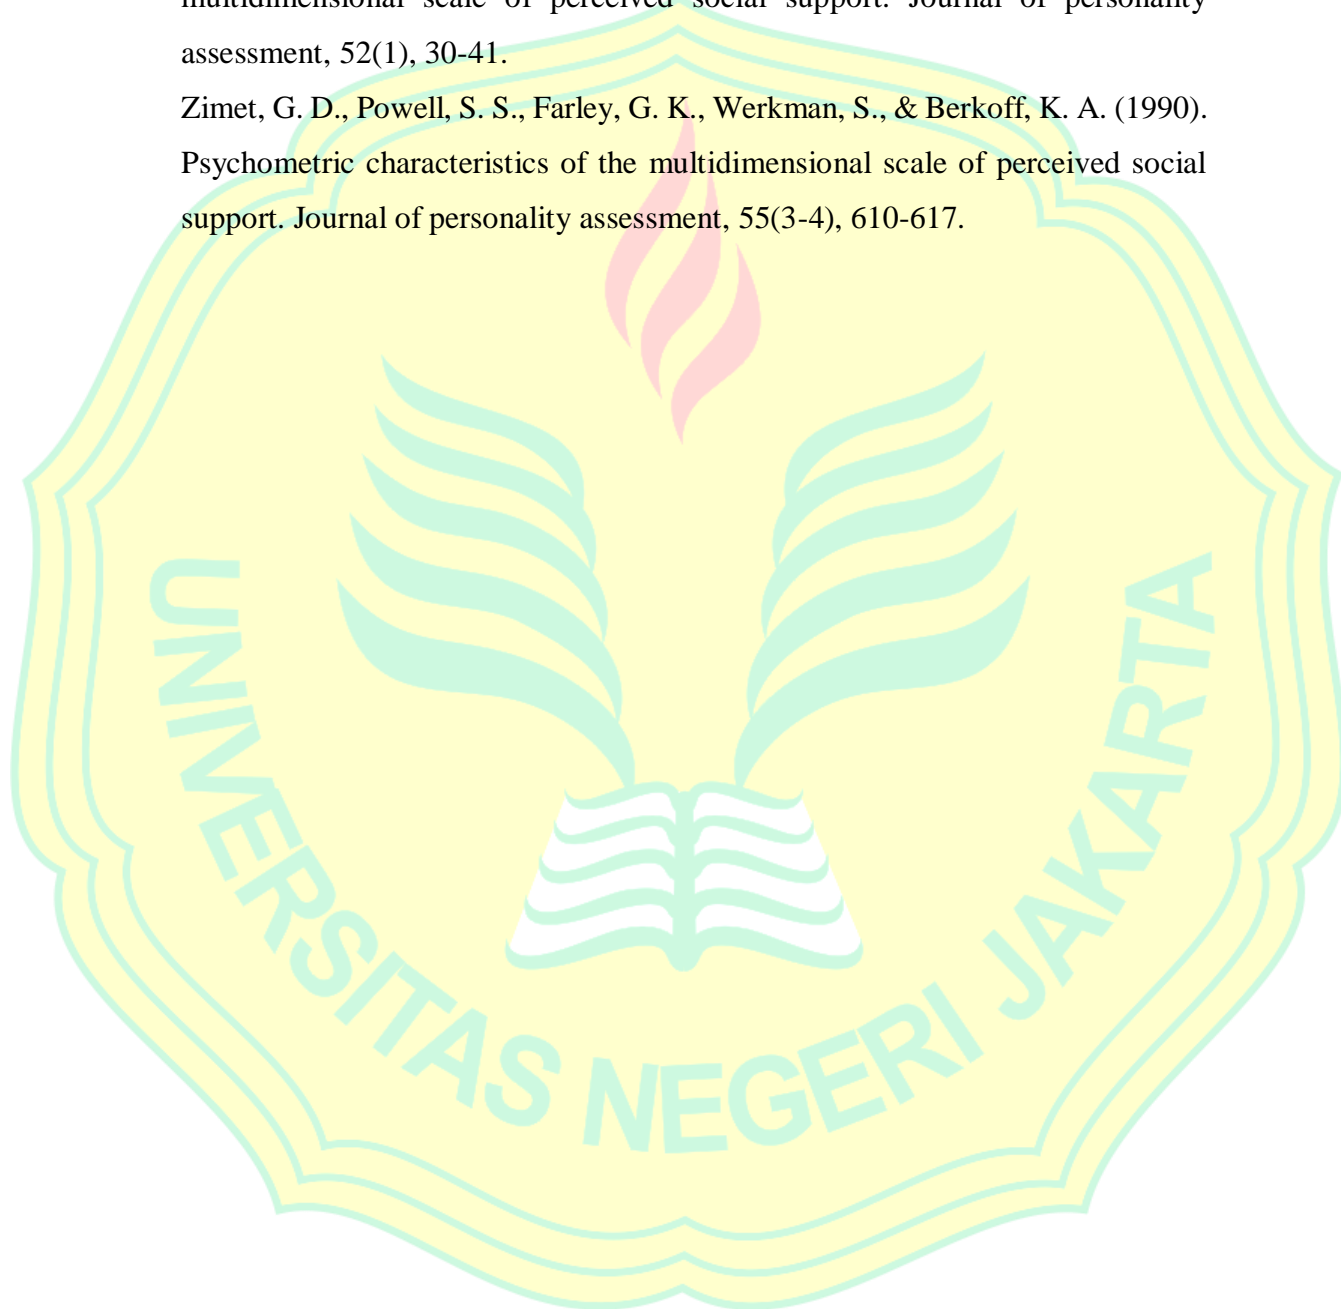 multidimensional scale of perceived social support. Journal of personality
assessment, 52(1), 30-41.
Zimet, G. D., Powell, S. S., Farley, G. K., Werkman, S., & Berkoff, K. A. (1990).
Psychometric characteristics of the multidimensional scale of perceived social
support. Journal of personality assessment, 55(3-4), 610-617.
UNIVERSITAS NEGERI JAKARTA